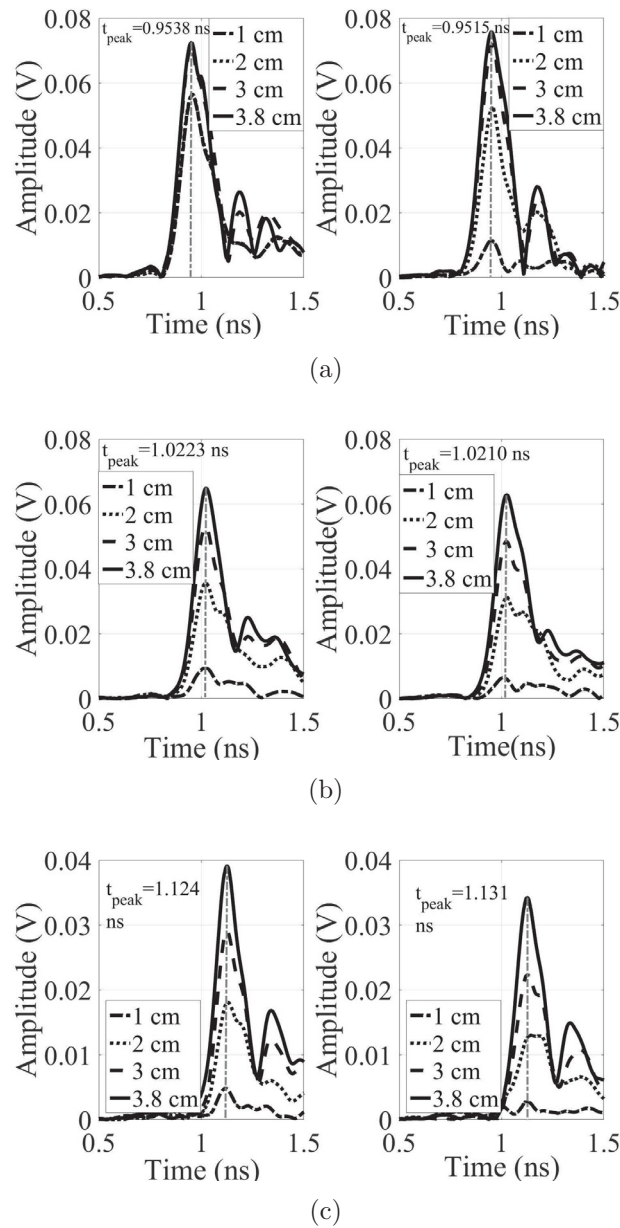 t_peak=0.9538 ns
1 cm
2 cm
3 cm
3.8 cm
Amplitude (V)
0.08
0.06
0.04
0.02
0
0.5 1 1.5
Time (ns)
t_peak=0.9515 ns
1 cm
2 cm
3 cm
3.8 cm
Amplitude (V)
0.08
0.06
0.04
0.02
0
0.5 1 1.5
Time (ns)
(a)
t_peak=1.0223 ns
1 cm
2 cm
3 cm
3.8 cm
Amplitude (V)
0.08
0.06
0.04
0.02
0
0.5 1 1.5
Time (ns)
t_peak=1.0210 ns
1 cm
2 cm
3 cm
3.8 cm
Amplitude(V)
0.08
0.06
0.04
0.02
0
0.5 1 1.5
Time(ns)
(b)
t_peak=1.124
ns
1 cm
2 cm
3 cm
3.8 cm
Amplitude (V)
0.04
0.03
0.02
0.01
0
0.5 1 1.5
Time (ns)
t_peak=1.131
ns
1 cm
2 cm
3 cm
3.8 cm
Amplitude (V)
0.04
0.03
0.02
0.01
0
0.5 1 1.5
Time (ns)
(c)